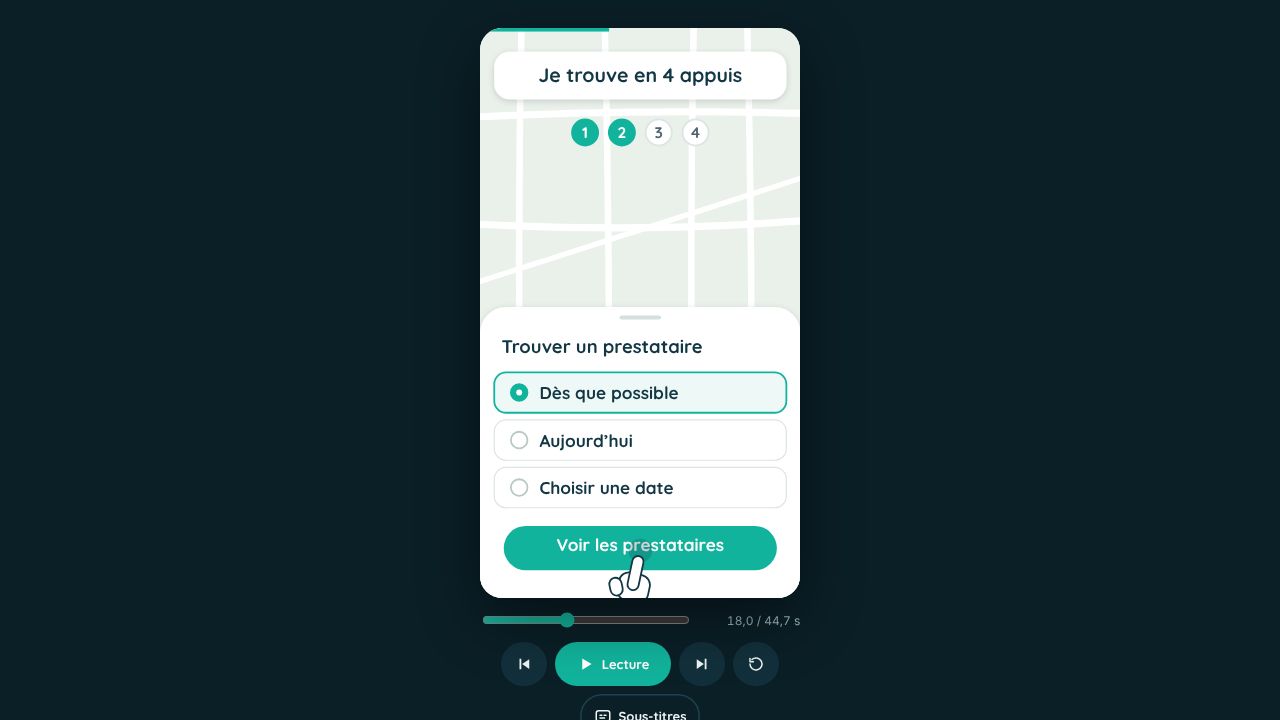 Je trouve en 4 appuis
1 2 3 4
Trouver un prestataire
Dès que possible
Aujourd’hui
Choisir une date
Voir les prestataires
18,0 / 44,7 s
Lecture
Sous-titres